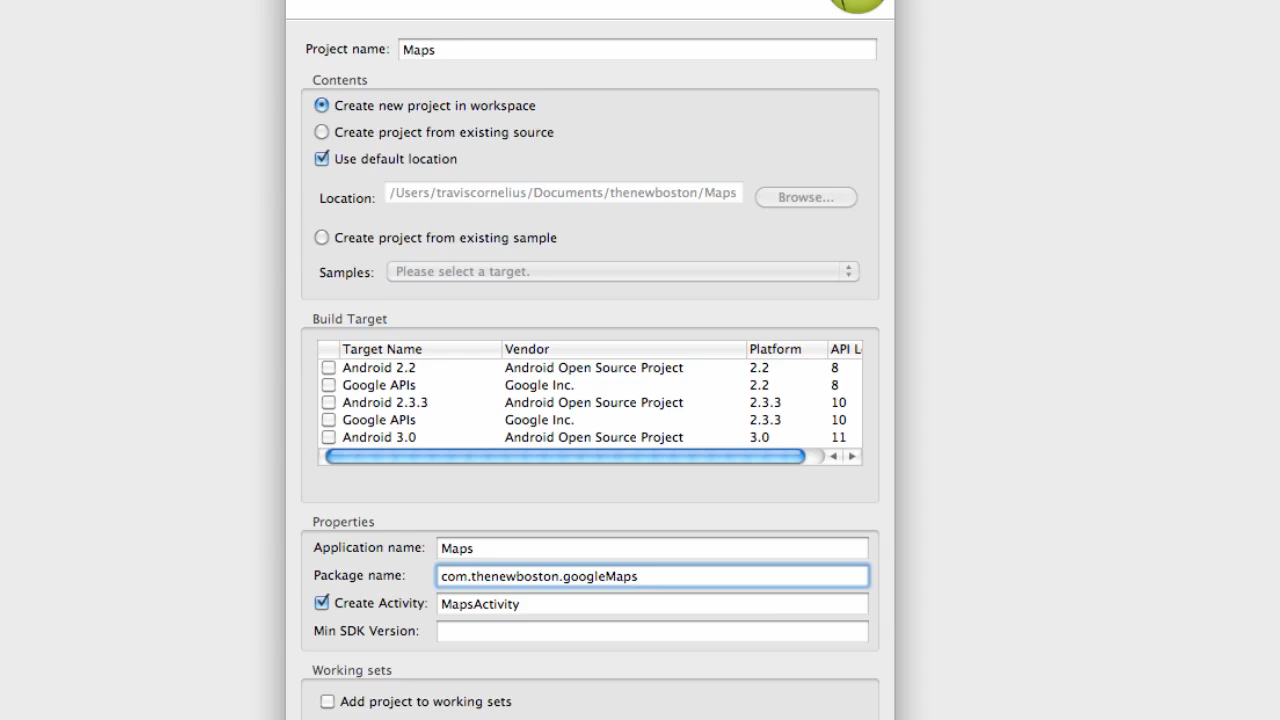 Project name: Maps
Contents
Create new project in workspace
Create project from existing source
Use default location
Location: /Users/traviscornelius/Documents/thenewboston/Maps Browse...
Create project from existing sample
Samples: Please select a target.
Build Target
Target Name Vendor Platform API L
Android 2.2 Android Open Source Project 2.2 8
Google APIs Google Inc. 2.2 8
Android 2.3.3 Android Open Source Project 2.3.3 10
Google APIs Google Inc. 2.3.3 10
Android 3.0 Android Open Source Project 3.0 11
Properties
Application name: Maps
Package name: com.thenewboston.googleMaps
Create Activity: MapsActivity
Min SDK Version:
Working sets
Add project to working sets